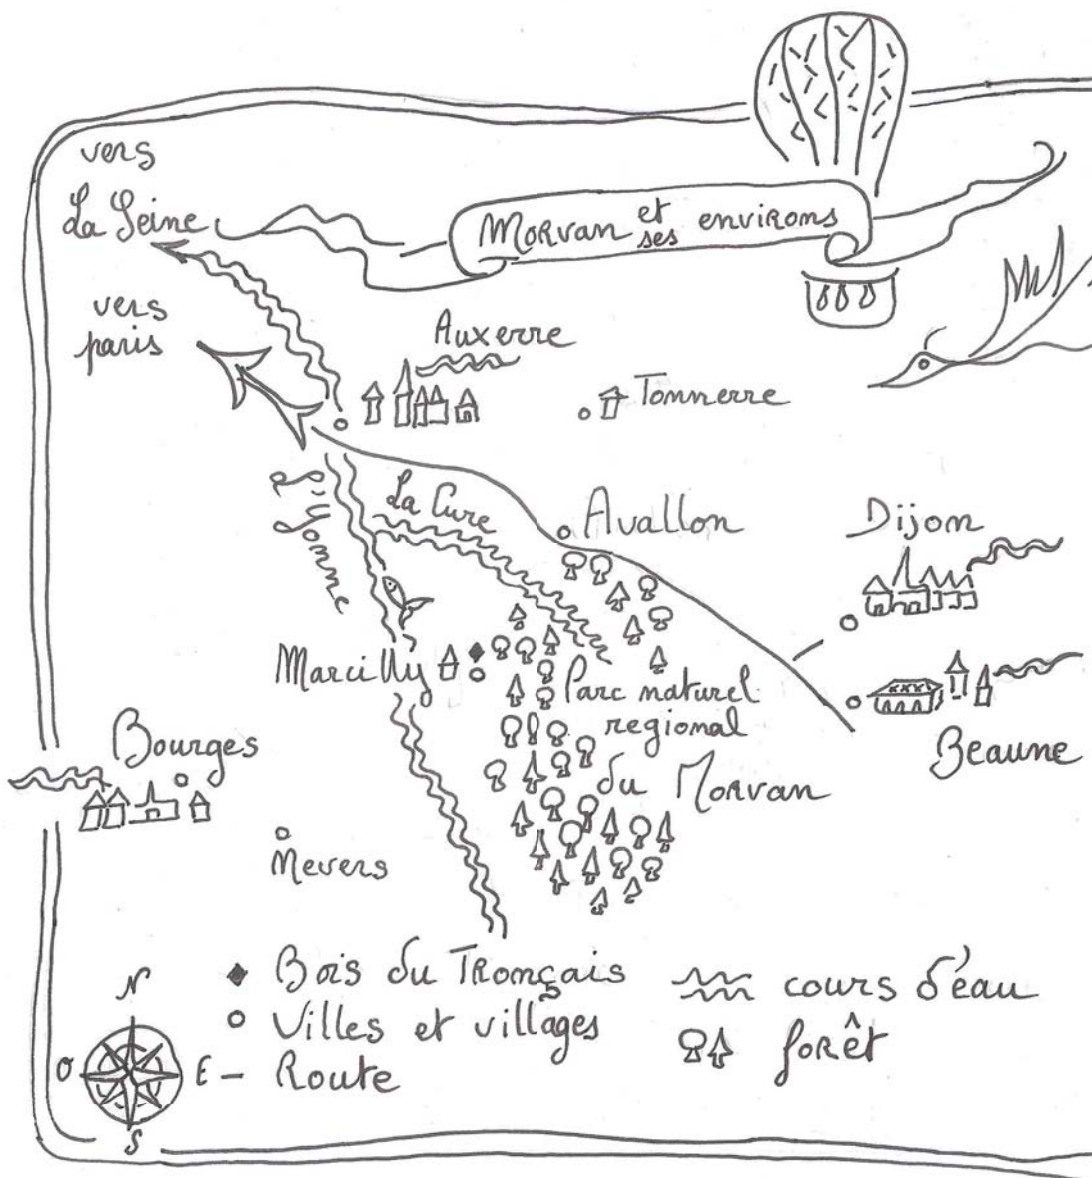 vers
La Seine
Morvan et ses environs
vers
paris
Auxerre
Tonnerre
L'Yonne
La Cure
Avallon
Dijon
Marcilly
Parc naturel
regional
du Morvan
Beaune
Bourges
Nevers
N
O
E
S
Bois du Tronçais
Villes et villages
Route
cours d'eau
forêt